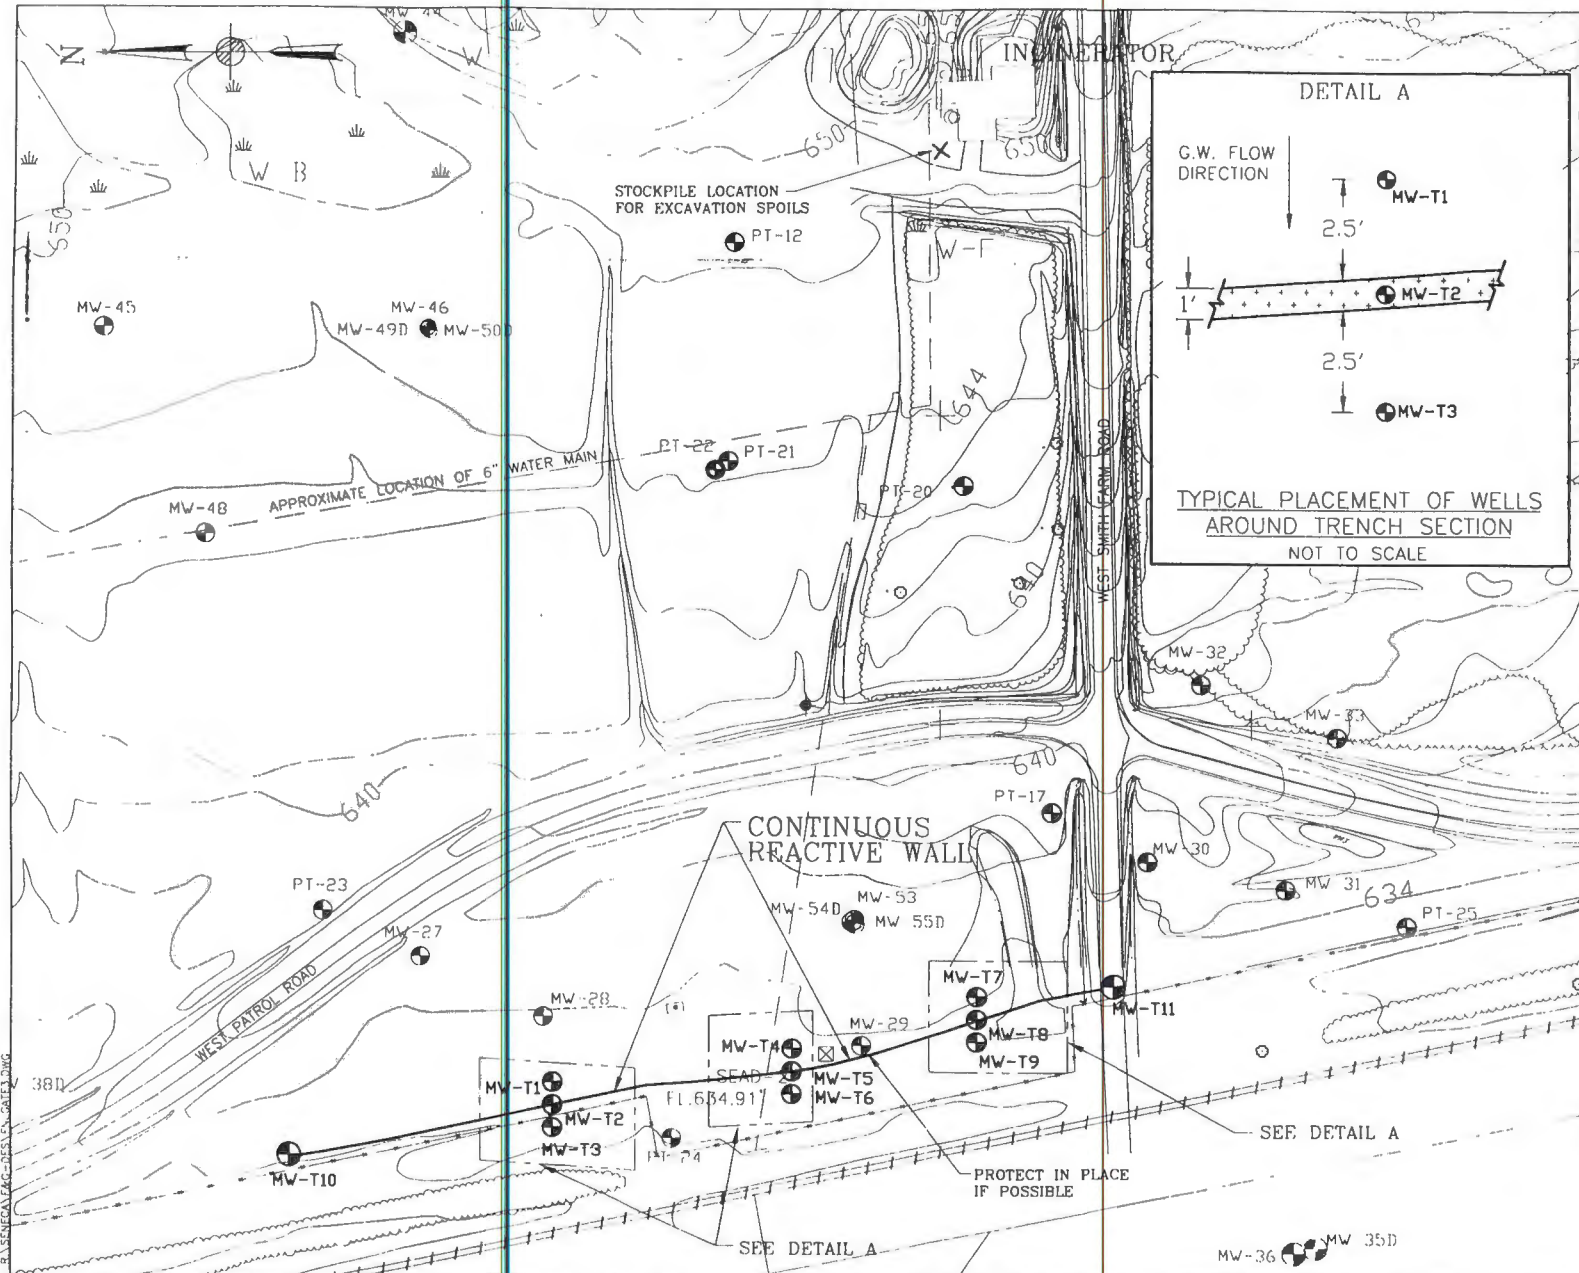 MW-44
N
W
INCINERATOR
DETAIL A
G.W. FLOW
DIRECTION
MW-T1
2.5'
1'
MW-T2
2.5'
MW-T3
TYPICAL PLACEMENT OF WELLS
AROUND TRENCH SECTION
NOT TO SCALE
650
650
W B
STOCKPILE LOCATION
FOR EXCAVATION SPOILS
PT-12
W-F
650
MW-45
MW-46
MW-49D
MW-50D
644
PT-22
PT-21
PT-20
APPROXIMATE LOCATION OF 6" WATER MAIN
MW-48
WEST SMITH FARM ROAD
640
MW-32
MW-33
640
640
PT-17
CONTINUOUS
REACTIVE WALL
MW-30
MW 31
634
PT-25
PT-23
MW-53
MW-54D
MW 55D
MW-27
WEST PATROL ROAD
MW-28
MW-T7
MW-T11
MW-29
MW-T8
MW-T9
MW-T4
SEAD-2
MW-T5
EL.634.91'
MW-T6
MW-T1
MW-T2
MW-T3
PT-24
38D
MW-T10
SEE DETAIL A
PROTECT IN PLACE
IF POSSIBLE
SEE DETAIL A
MW-36
MW 35D